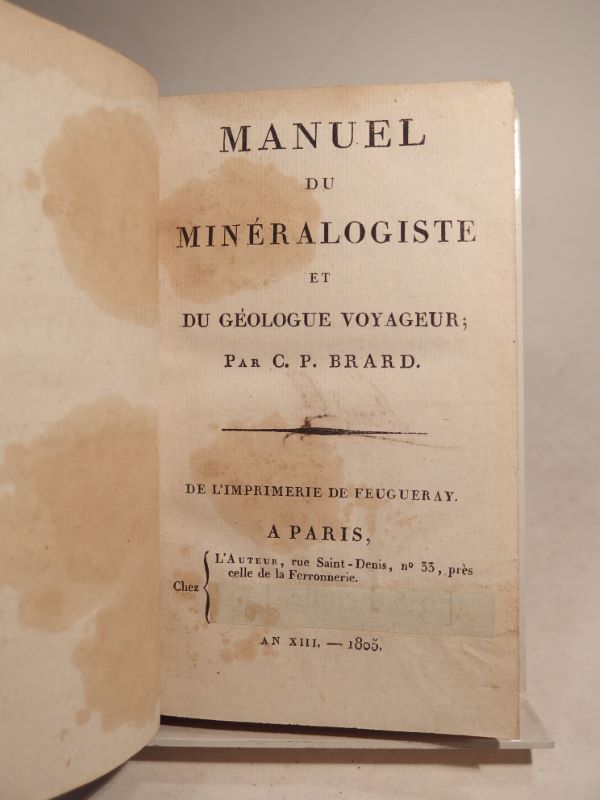 MANUEL
DU
MINÉRALOGISTE
ET
DU GÉOLOGUE VOYAGEUR;
PAR C. P. BRARD.
DE L'IMPRIMERIE DE FEUGUERAY.
A PARIS,
Chez { L'AUTEUR, rue Saint-Denis, nº 33, près
celle de la Ferronnerie.
AN XIII. — 1805.